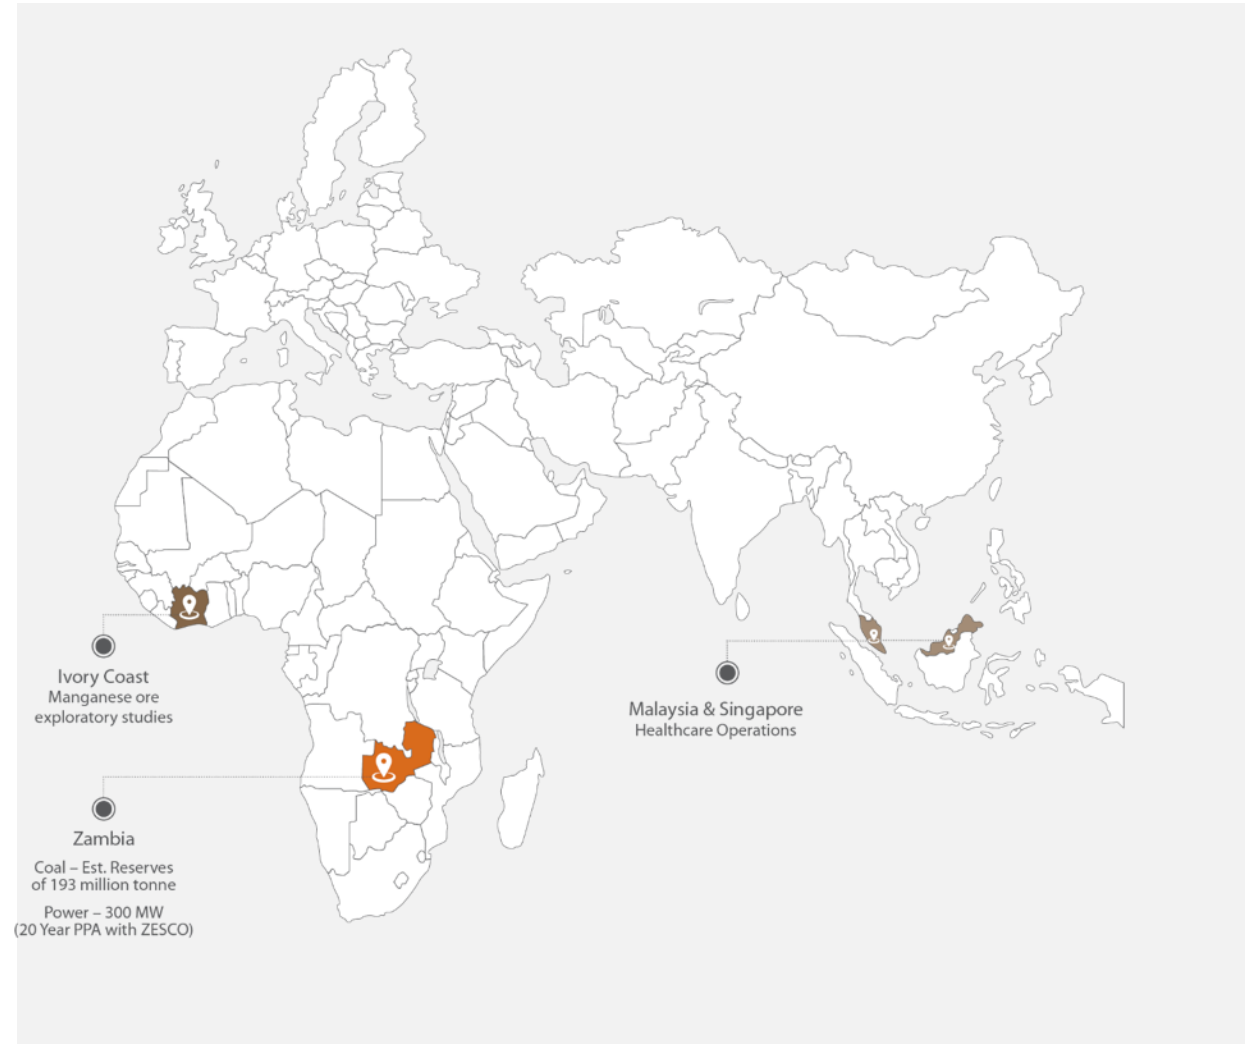 Ivory Coast
Manganese ore
exploratory studies
Malaysia & Singapore
Healthcare Operations
Zambia
Coal – Est. Reserves
of 193 million tonne
Power – 300 MW
(20 Year PPA with ZESCO)